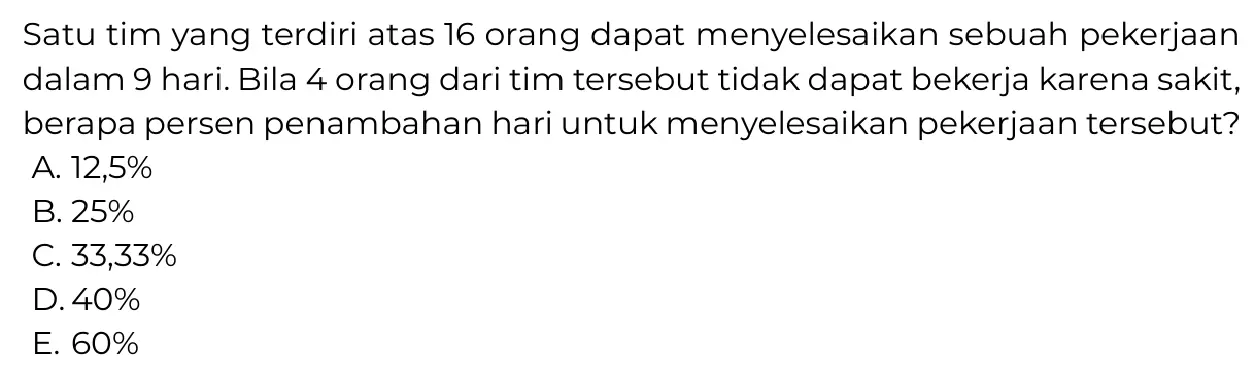 Satu tim yang terdiri atas 16 orang dapat menyelesaikan sebuah pekerjaan
dalam 9 hari. Bila 4 orang dari tim tersebut tidak dapat bekerja karena sakit,
berapa persen penambahan hari untuk menyelesaikan pekerjaan tersebut?
A. 12,5%
B. 25%
C. 33,33%
D. 40%
E. 60%